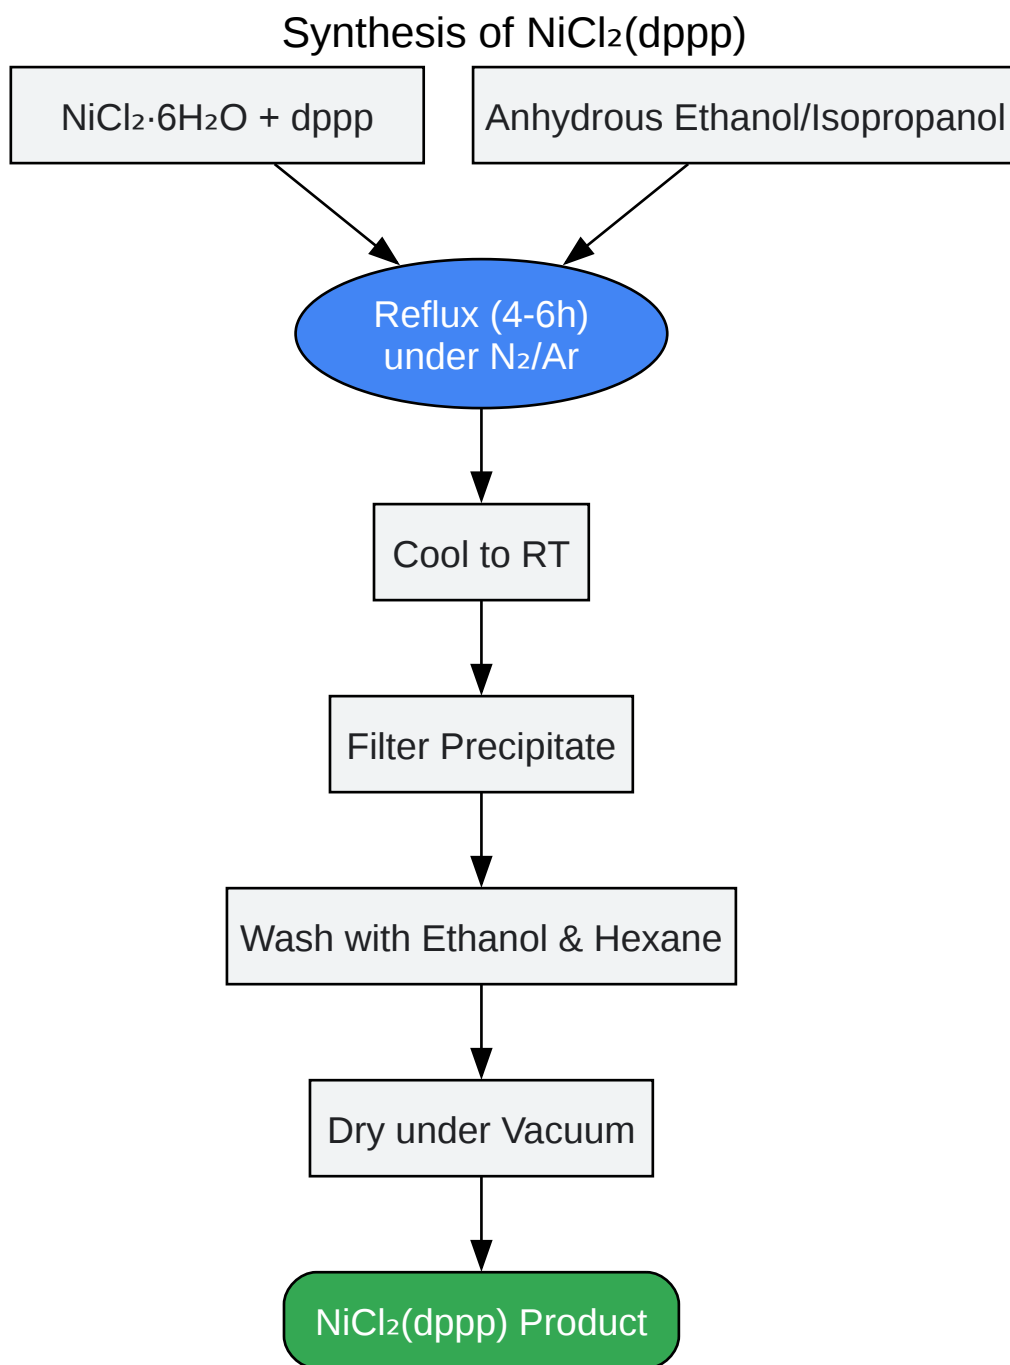 Synthesis of NiCl₂(dppp)
NiCl₂·6H₂O + dppp
Anhydrous Ethanol/Isopropanol
Reflux (4-6h)
under N₂/Ar
Cool to RT
Filter Precipitate
Wash with Ethanol & Hexane
Dry under Vacuum
NiCl₂(dppp) Product